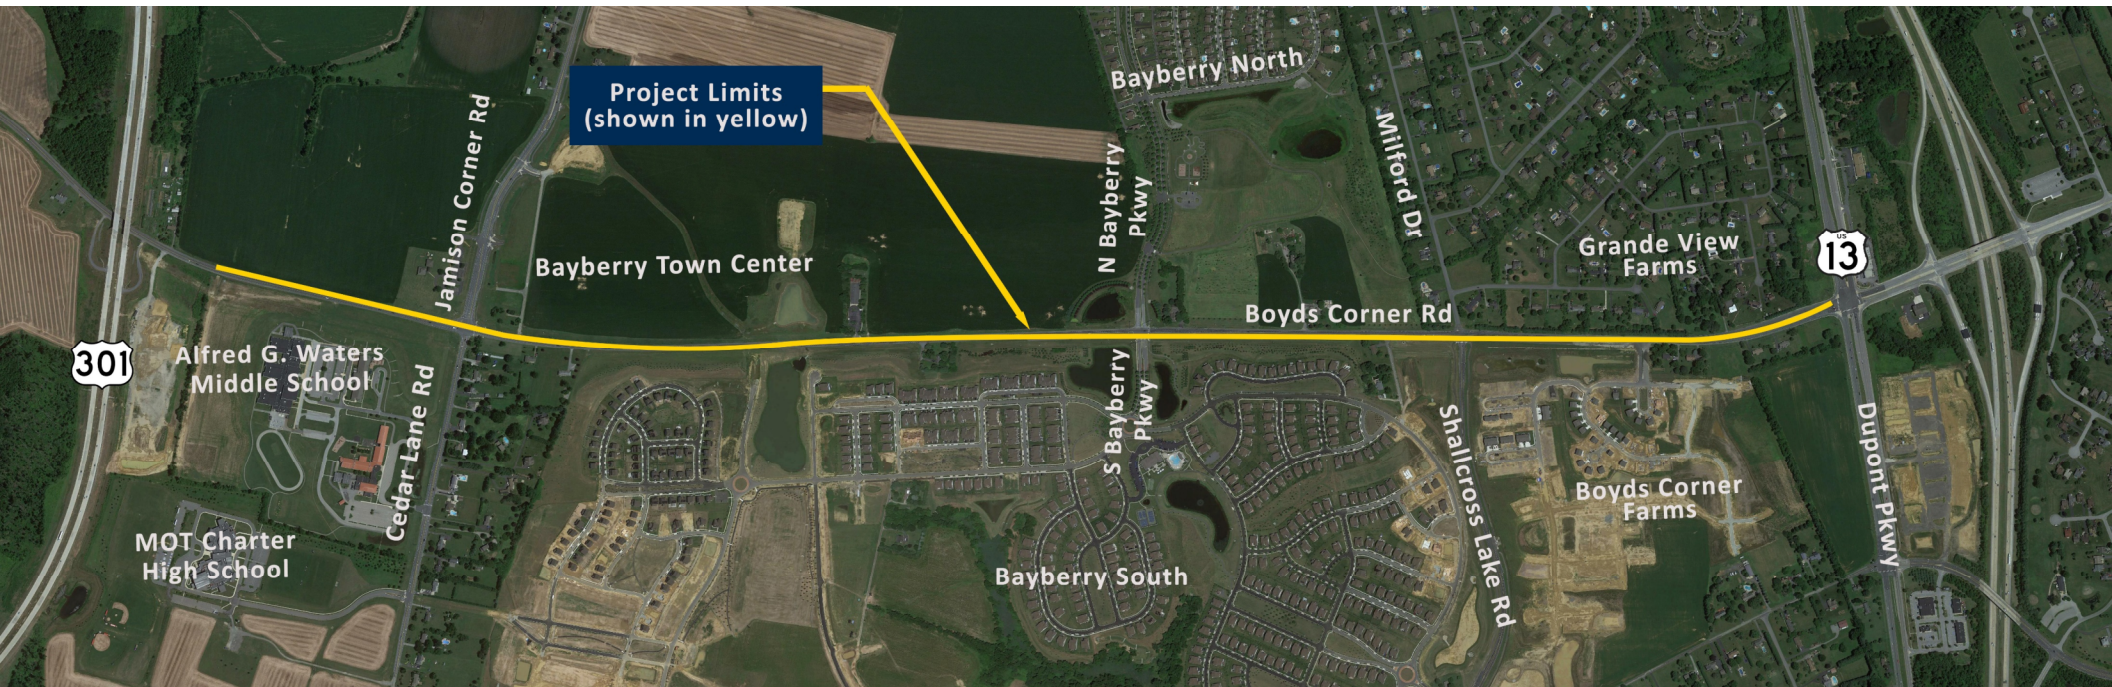 Bayberry North
Project Limits
(shown in yellow)
Jamison Corner Rd
N Bayberry
Pkwy
Milford Dr
Grande View
Farms
US
13
Bayberry Town Center
Boyds Corner Rd
301
Alfred G. Waters
Middle School
Cedar Lane Rd
S Bayberry
Pkwy
Shallcross Lake Rd
Dupont Pkwy
Boyds Corner
Farms
MOT Charter
High School
Bayberry South